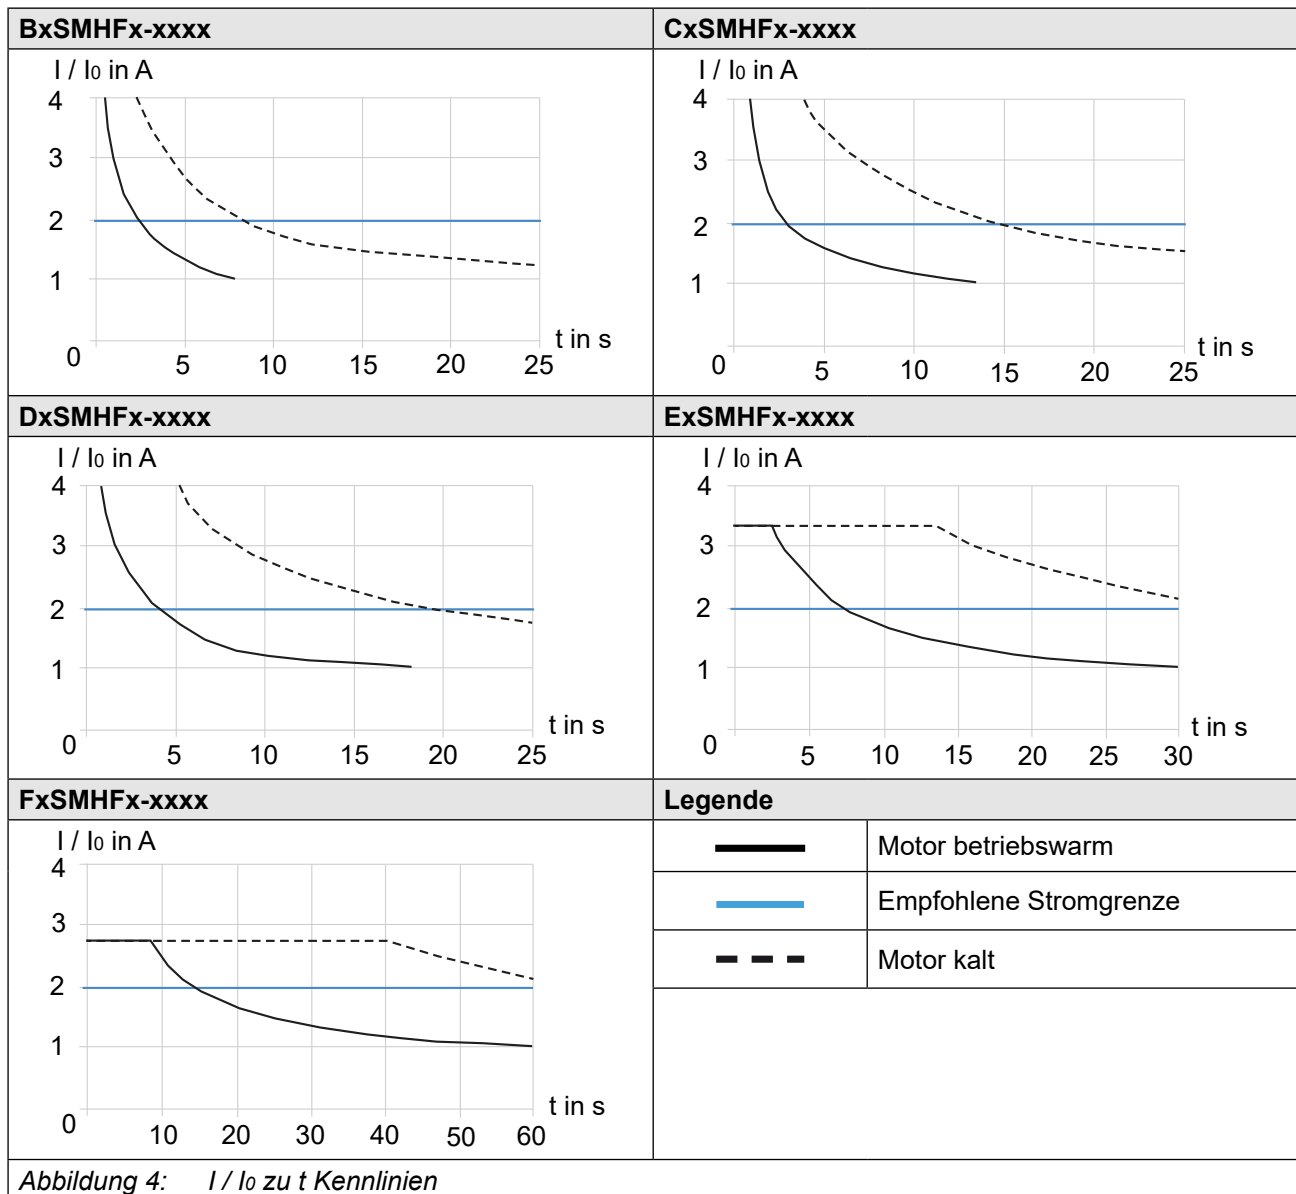 BxSMHFx-xxxx
I / I0 in A
4
3
2
1
0
5
10
15
20
25
t in s
CxSMHFx-xxxx
I / I0 in A
4
3
2
1
0
5
10
15
20
25
t in s
DxSMHFx-xxxx
I / I0 in A
4
3
2
1
0
5
10
15
20
25
t in s
ExSMHFx-xxxx
I / I0 in A
4
3
2
1
0
5
10
15
20
25
30
t in s
FxSMHFx-xxxx
I / I0 in A
4
3
2
1
0
10
20
30
40
50
60
t in s
Legende
Motor betriebswarm
Empfohlene Stromgrenze
Motor kalt
Abbildung 4: I / I0 zu t Kennlinien